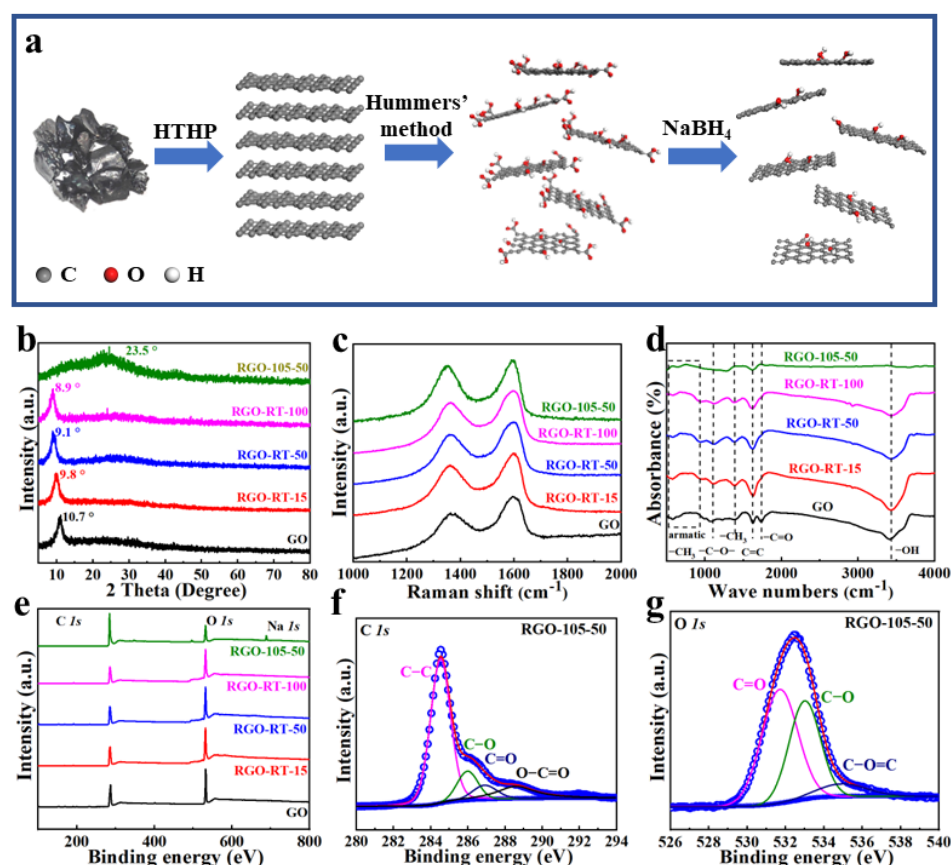 a
HTHP
Hummers'
method
NaBH4
C O H
b
23.5 °
RGO-105-50
8.9 °
RGO-RT-100
9.1 °
RGO-RT-50
9.8 °
RGO-RT-15
10.7 °
GO
Intensity (a.u.)
10 20 30 40 50 60 70 80
2 Theta (Degree)
c
RGO-105-50
RGO-RT-100
RGO-RT-50
RGO-RT-15
GO
Intensity (a.u.)
1000 1200 1400 1600 1800 2000
Raman shift (cm⁻¹)
d
RGO-105-50
RGO-RT-100
RGO-RT-50
RGO-RT-15
GO
armatic
−CH3
−C=O
−CH3
−C−O−
C=C
−OH
Absorbance (%)
1000 2000 3000 4000
Wave numbers (cm⁻¹)
e
C 1s O 1s Na 1s
RGO-105-50
RGO-RT-100
RGO-RT-50
RGO-RT-15
GO
Intensity (a.u.)
200 400 600 800
Binding energy (eV)
f
C 1s RGO-105-50
C−C
C−O
C=O
O−C=O
Intensity (a.u.)
280 282 284 286 288 290 292 294
Binding energy (eV)
g
O 1s RGO-105-50
C=O
C−O
C−O=C
Intensity (a.u.)
526 528 530 532 534 536 538 540
Binding energy (eV)